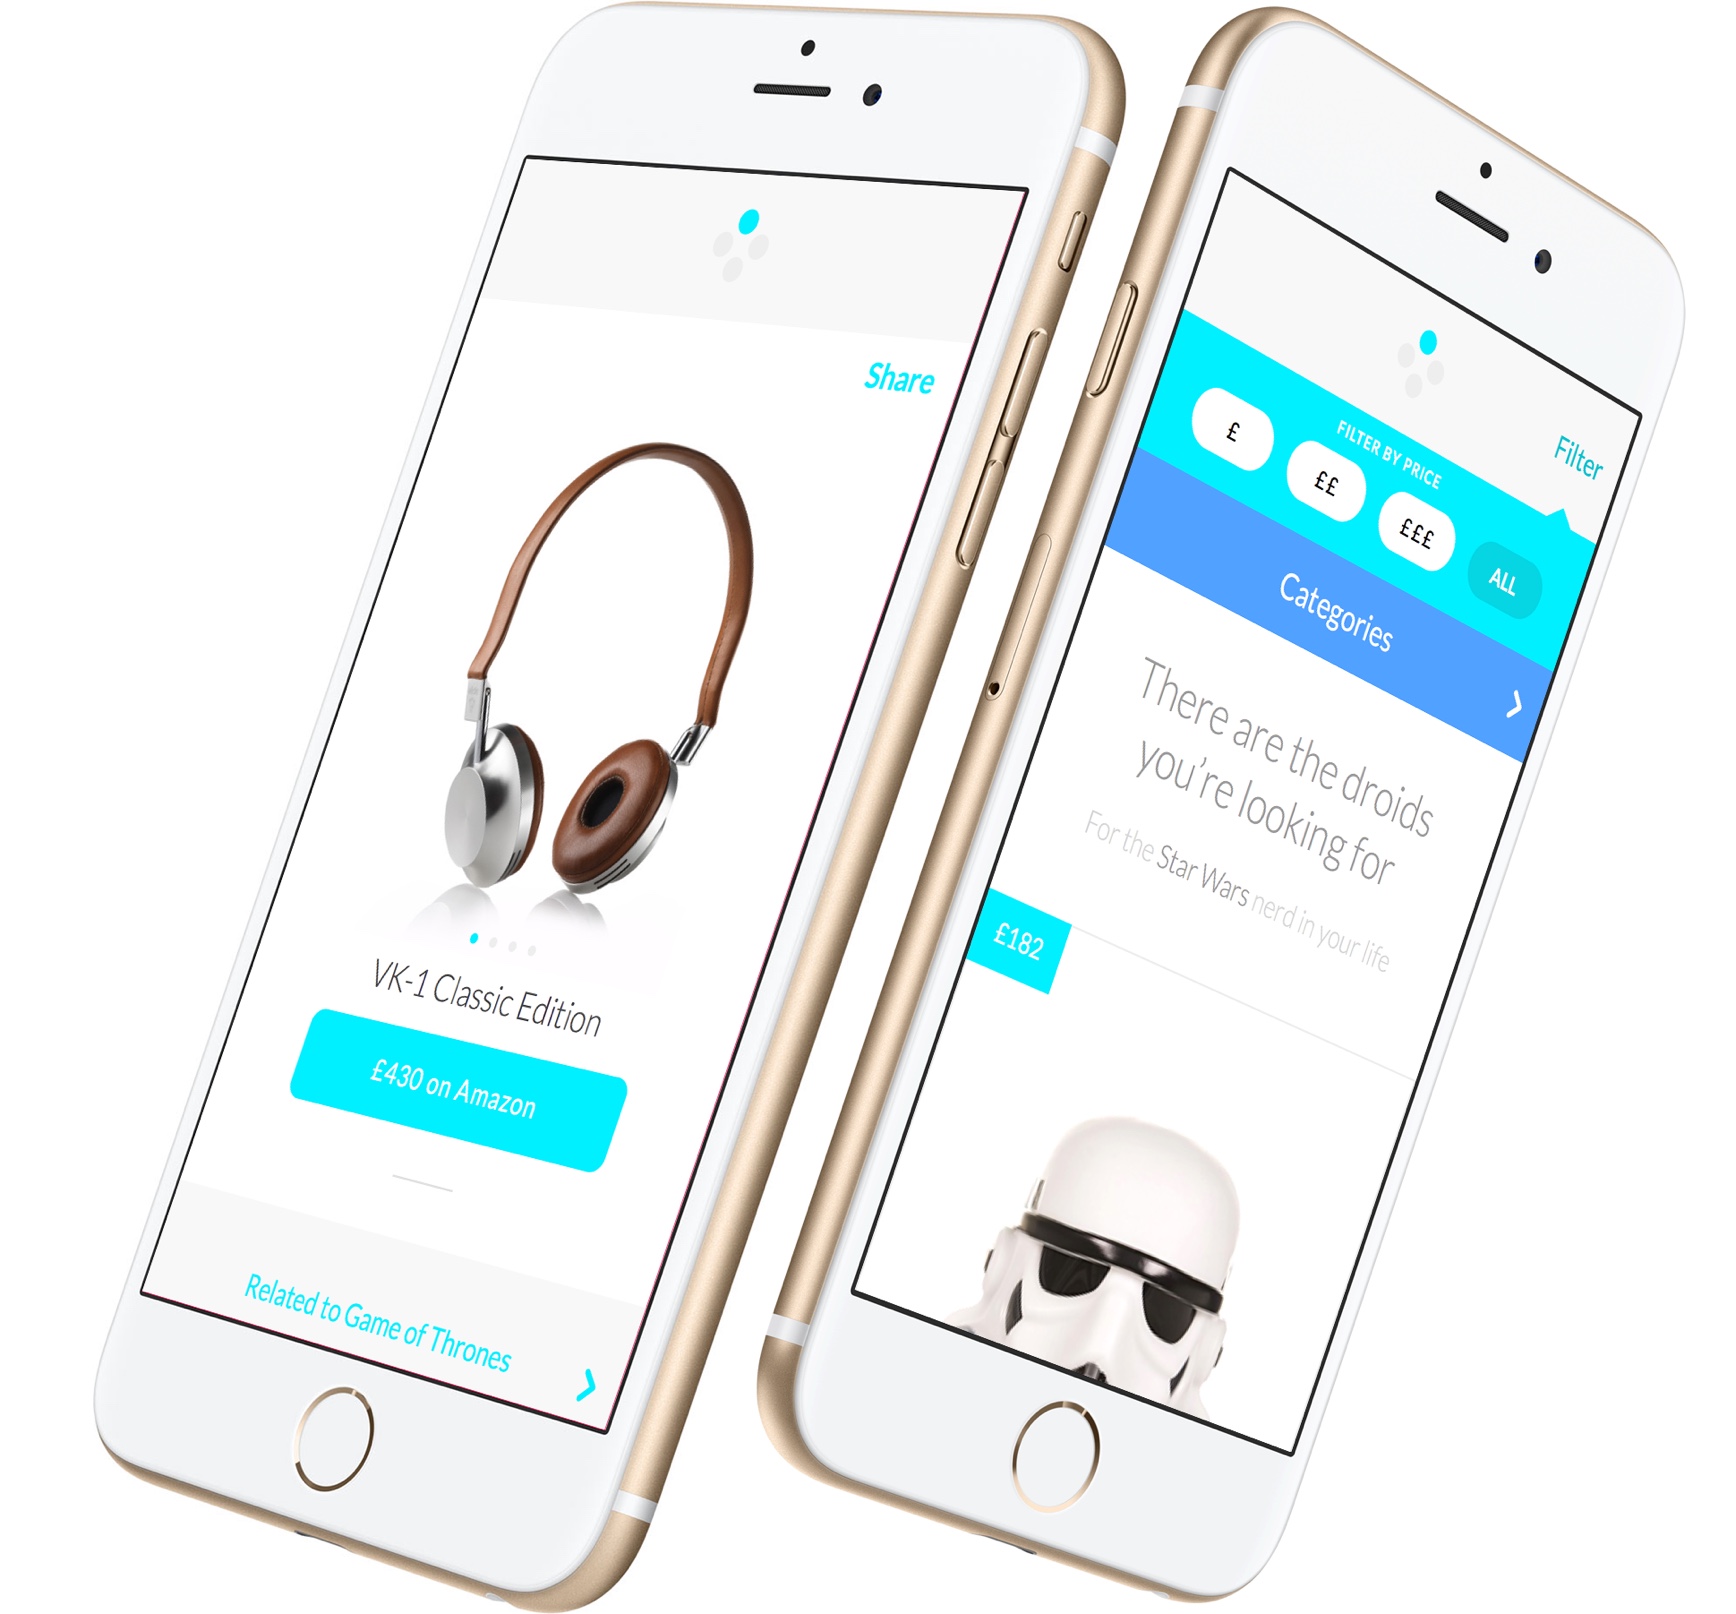 Share
VK-1 Classic Edition
£430 on Amazon
Related to Game of Thrones
Filter
FILTER BY PRICE
£
££
£££
ALL
Categories
There are the droids
you're looking for
For the Star Wars nerd in your life
£182